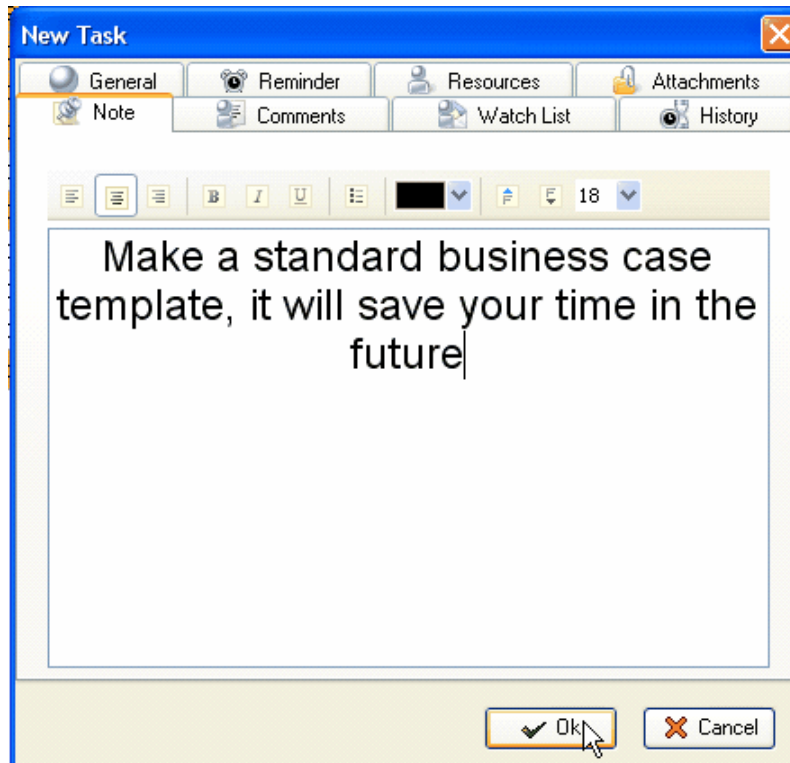 New Task
General Reminder Resources Attachments
Note Comments Watch List History
B I U 18
Make a standard business case
template, it will save your time in the
future
Ok Cancel